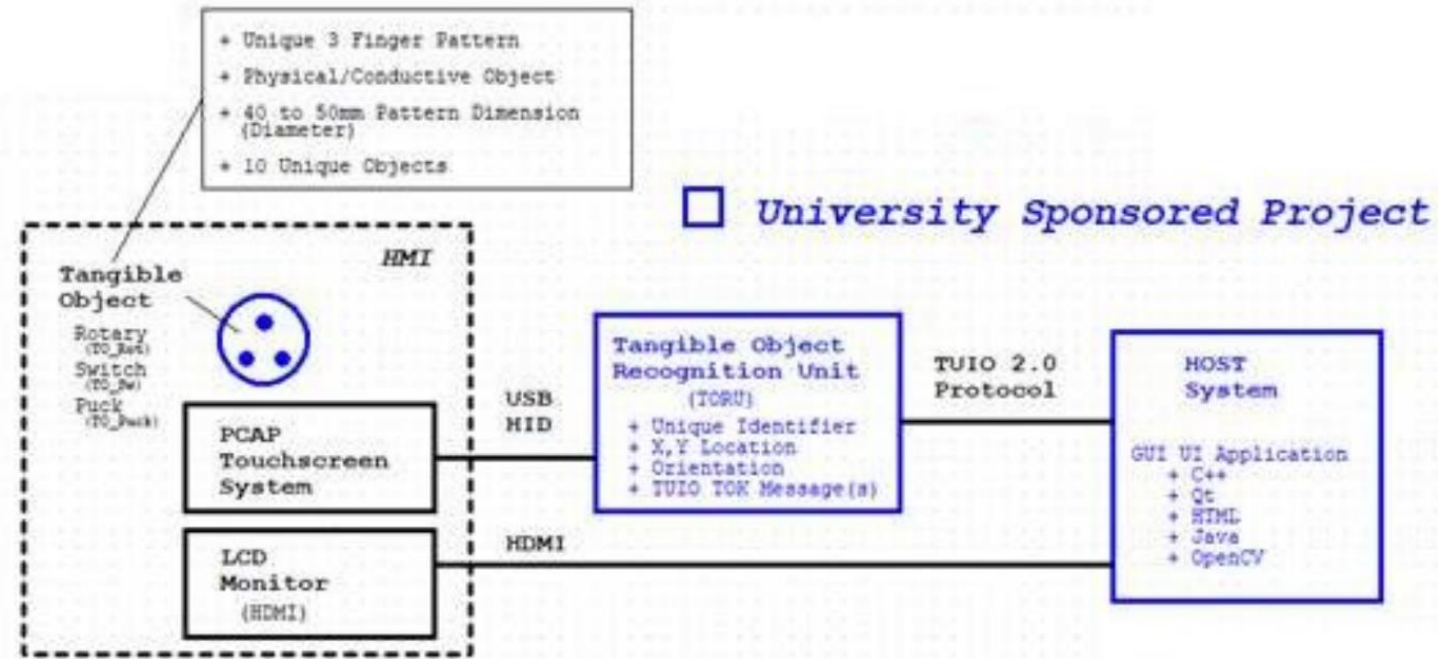 + Unique 3 Finger Pattern
+ Physical/Conductive Object
+ 40 to 50mm Pattern Dimension
(Diameter)
+ 10 Unique Objects
University Sponsored Project
HMI
Tangible
Object
Rotary
(TO_Rot)
Switch
(TO_Sw)
Puck
(TO_Puck)
PCAP
Touchscreen
System
LCD
Monitor
(HDMI)
USB
HID
HDMI
Tangible Object
Recognition Unit
(TORU)
+ Unique Identifier
+ X,Y Location
+ Orientation
+ TUIO TOK Message(s)
TUIO 2.0
Protocol
HOST
System
GUI UI Application
+ C++
+ Qt
+ HTML
+ Java
+ OpenCV